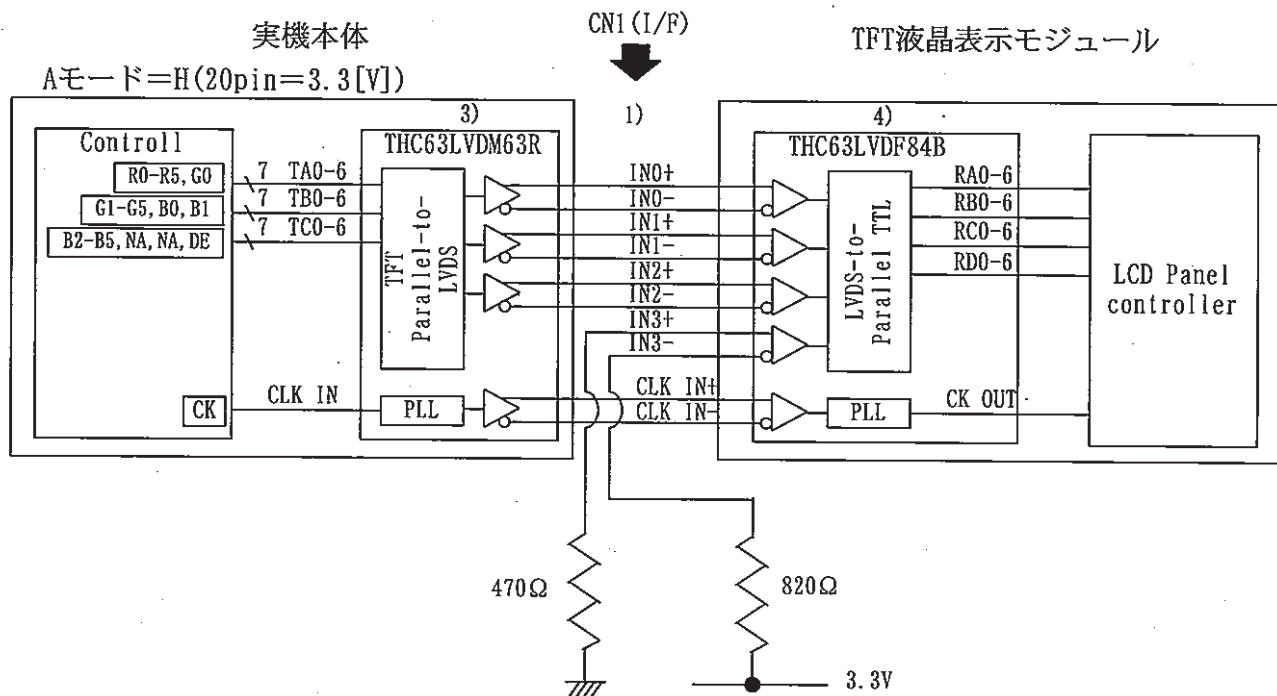 CN1(I/F)
実機本体
TFT液晶表示モジュール
Aモード=H(20pin=3.3[V])
3)
1)
4)
Controll
THC63LVDM63R
THC63LVDF84B
R0-R5,G0
7 TA0-6
G1-G5,B0,B1
7 TB0-6
B2-B5,NA,NA,DE
7 TC0-6
TFT
Parallel-to-
LVDS
IN0+
IN0-
IN1+
IN1-
IN2+
IN2-
IN3+
IN3-
LVDS-to-
Parallel TTL
RA0-6
RB0-6
RC0-6
RD0-6
LCD Panel
controller
CK
CLK IN
PLL
CLK IN+
CLK IN-
PLL
CK OUT
470Ω
820Ω
3.3V